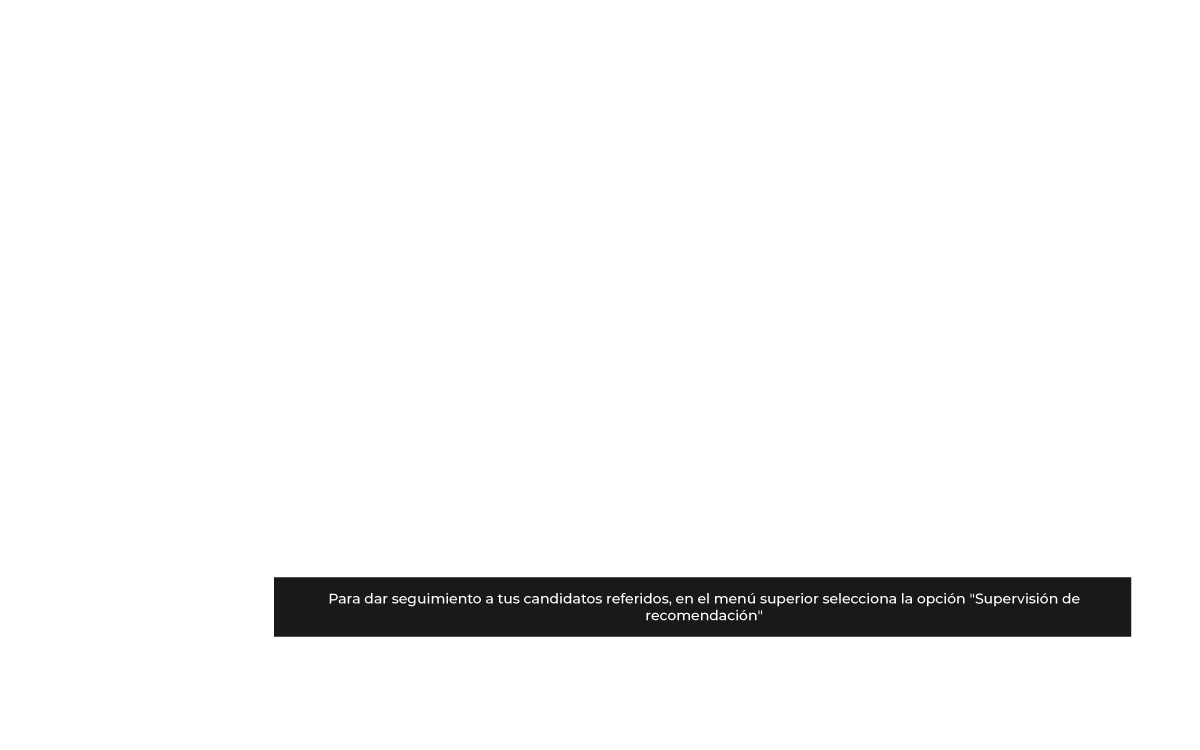 Para dar seguimiento a tus candidatos referidos, en el menú superior selecciona la opción "Supervisión de
recomendación"